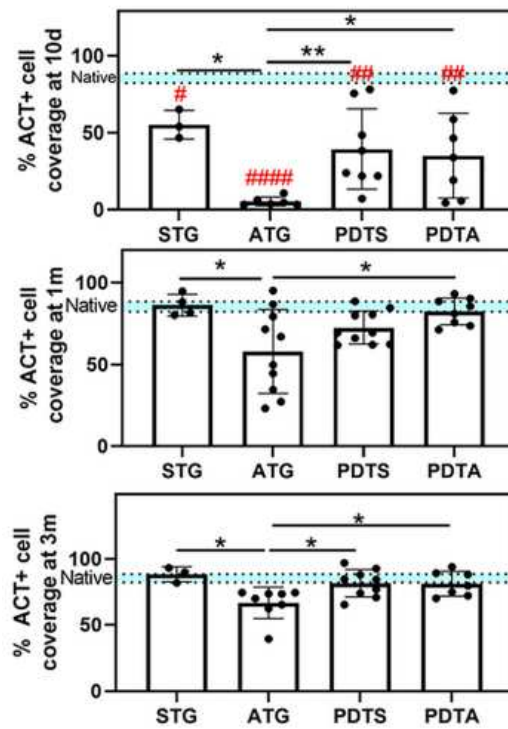 % ACT+ cell
coverage at 10d
*
*
**
100
Native
#
####
##
##
50
0
STG ATG PDTS PDTA
% ACT+ cell
coverage at 1m
*
*
100
Native
50
0
STG ATG PDTS PDTA
% ACT+ cell
coverage at 3m
*
*
*
100
Native
50
0
STG ATG PDTS PDTA